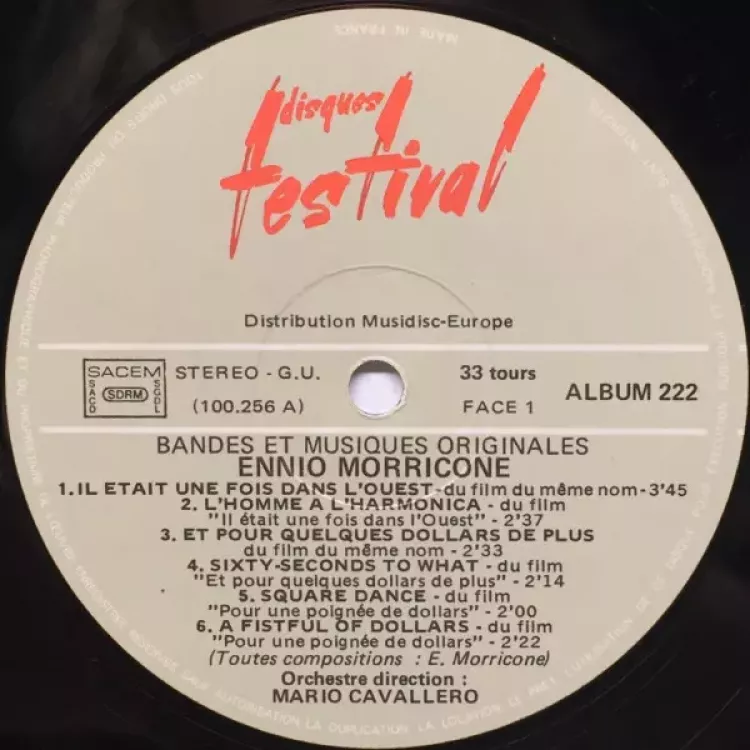 MADE IN FRANCE
disques
festival
Distribution Musidisc-Europe
SACEM
SACD
SDRM
SGDL
STEREO - G.U.
(100.256 A)
33 tours
FACE 1
ALBUM 222
BANDES ET MUSIQUES ORIGINALES
ENNIO MORRICONE
1. IL ETAIT UNE FOIS DANS L'OUEST-du film du même nom-3'45
2. L'HOMME A L'HARMONICA - du film
"Il était une fois dans l'Ouest" - 2'37
3. ET POUR QUELQUES DOLLARS DE PLUS
du film du même nom - 2'33
4. SIXTY-SECONDS TO WHAT - du film
"Et pour quelques dollars de plus" - 2'14
5. SQUARE DANCE - du film
"Pour une poignée de dollars" - 2'00
6. A FISTFUL OF DOLLARS - du film
"Pour une poignée de dollars" - 2'22
(Toutes compositions : E. Morricone)
Orchestre direction :
MARIO CAVALLERO